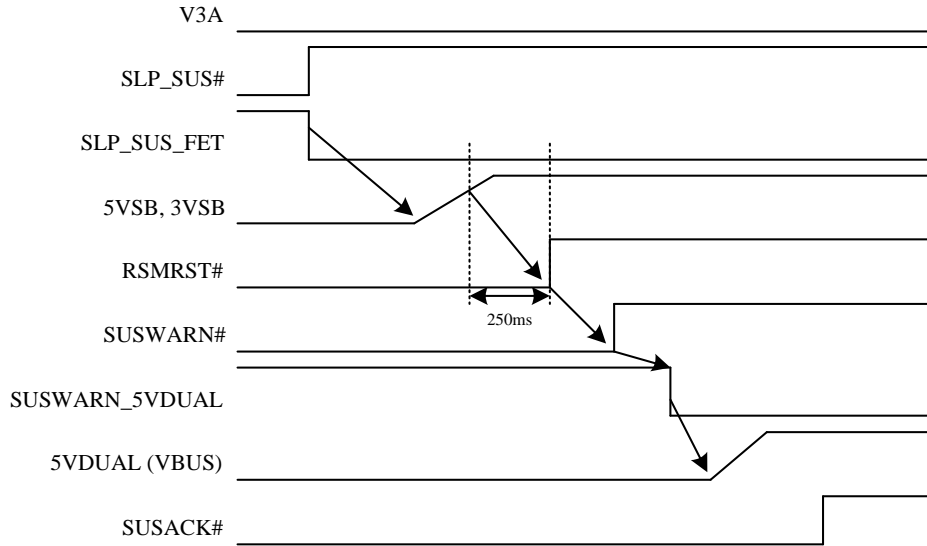 V3A
SLP_SUS#
SLP_SUS_FET
5VSB, 3VSB
RSMRST#
250ms
SUSWARN#
SUSWARN_5VDUAL
5VDUAL (VBUS)
SUSACK#